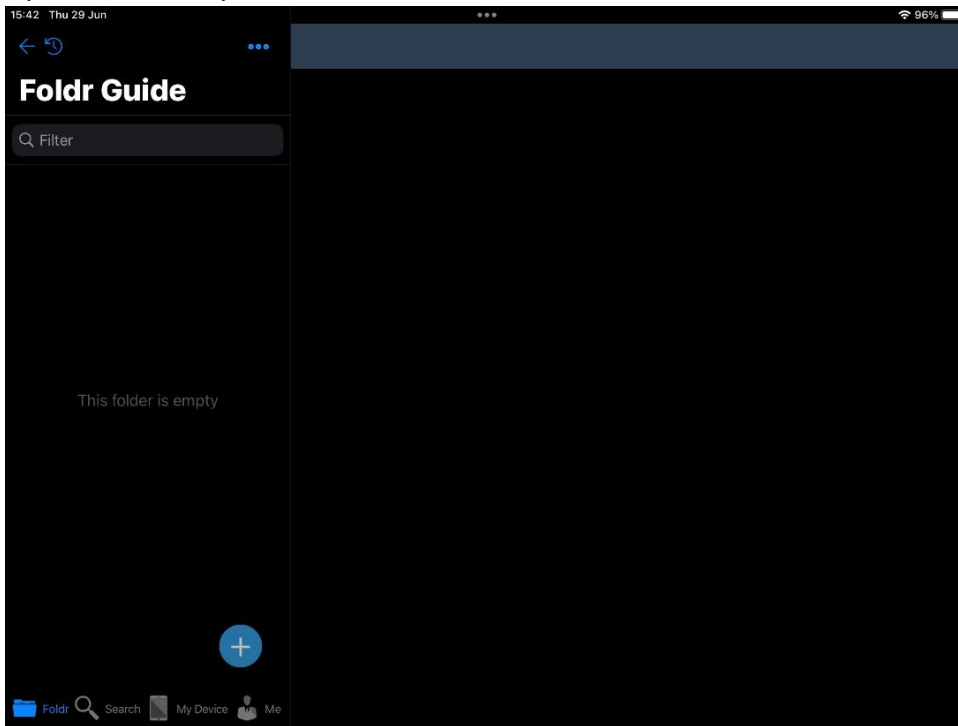 15:42 Thu 29 Jun
96%
Foldr Guide
Filter
This folder is empty
Foldr Search My Device Me